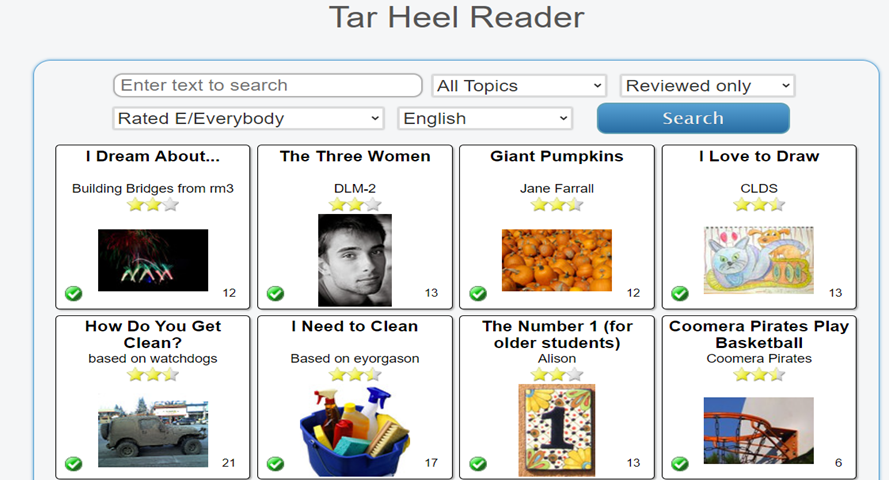 Tar Heel Reader
Enter text to search
All Topics
Reviewed only
Rated E/Everybody
English
Search
I Dream About...
Building Bridges from rm3
12
The Three Women
DLM-2
13
Giant Pumpkins
Jane Farrall
12
I Love to Draw
CLDS
13
How Do You Get
Clean?
based on watchdogs
21
I Need to Clean
Based on eyorgason
17
The Number 1 (for
older students)
Alison
1
13
Coomera Pirates Play
Basketball
Coomera Pirates
6